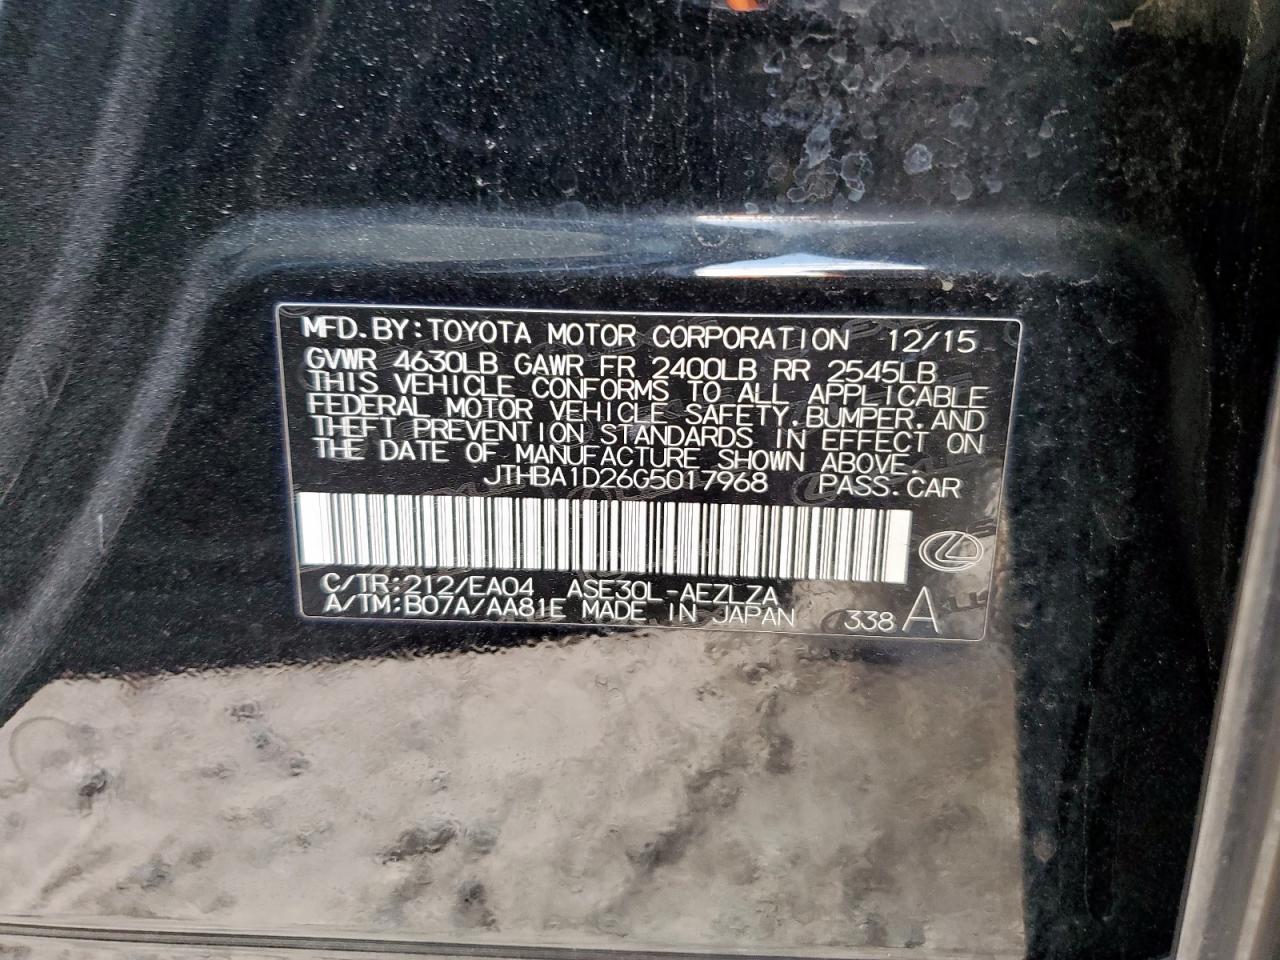 MFD.BY:TOYOTA MOTOR CORPORATION 12/15
GVWR 4630LB GAWR FR 2400LB RR 2545LB
THIS VEHICLE CONFORMS TO ALL APPLICABLE
FEDERAL MOTOR VEHICLE SAFETY,BUMPER,AND
THEFT PREVENTION STANDARDS IN EFFECT ON
THE DATE OF MANUFACTURE SHOWN ABOVE.
JTHBA1D26G5017968 PASS.CAR
C/TR:212/EA04 ASE30L-AEZLZA
A/TM:B07A/AA81E MADE IN JAPAN 338 A